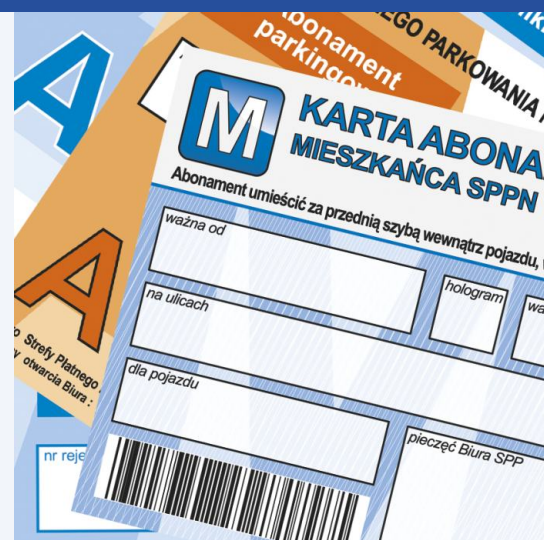 Abonament
parkingow
EGO PARKOWANIA
A
M
KARTA ABONA
MIESZKAŃCA SPPN
Abonament umieścić za przednią szybą wewnątrz pojazdu, w
ważna od
hologram
wa
na ulicach
A
dla pojazdu
pieczęć Biura SPP
o Strefy Płatnego
y otwarcia Biura :
nr reje